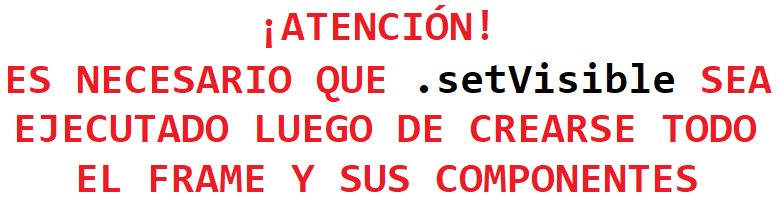 ¡ATENCIÓN!
ES NECESARIO QUE .setVisible SEA
EJECUTADO LUEGO DE CREARSE TODO
EL FRAME Y SUS COMPONENTES